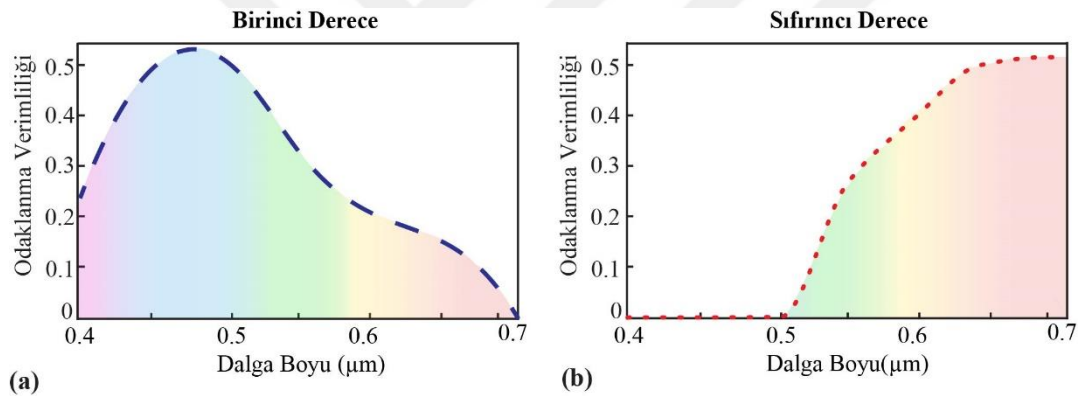 Birinci Derece
Odaklanma Verimliliği
0.5
0.4
0.3
0.2
0.1
0
0.4
0.5
0.6
0.7
Dalga Boyu (µm)
(a)
Sıfırıncı Derece
Odaklanma Verimliliği
0.5
0.4
0.3
0.2
0.1
0
0.4
0.5
0.6
0.7
Dalga Boyu(µm)
(b)